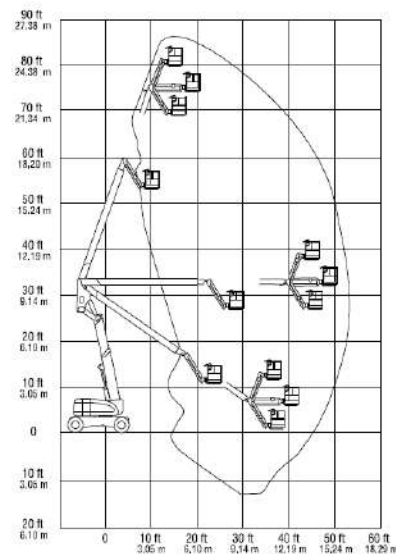 90 ft
27,38 m
80 ft
24,38 m
70 ft
21,34 m
60 ft
18,20 m
50 ft
15,24 m
40 ft
12,19 m
30 ft
9,14 m
20 ft
6,10 m
10 ft
3,05 m
0
10 ft
3,05 m
20 ft
6,10 m
0 10 ft 20 ft 30 ft 40 ft 50 ft 60 ft
3,05 m 6,10 m 9,14 m 12,19 m 15,24 m 18,29 m